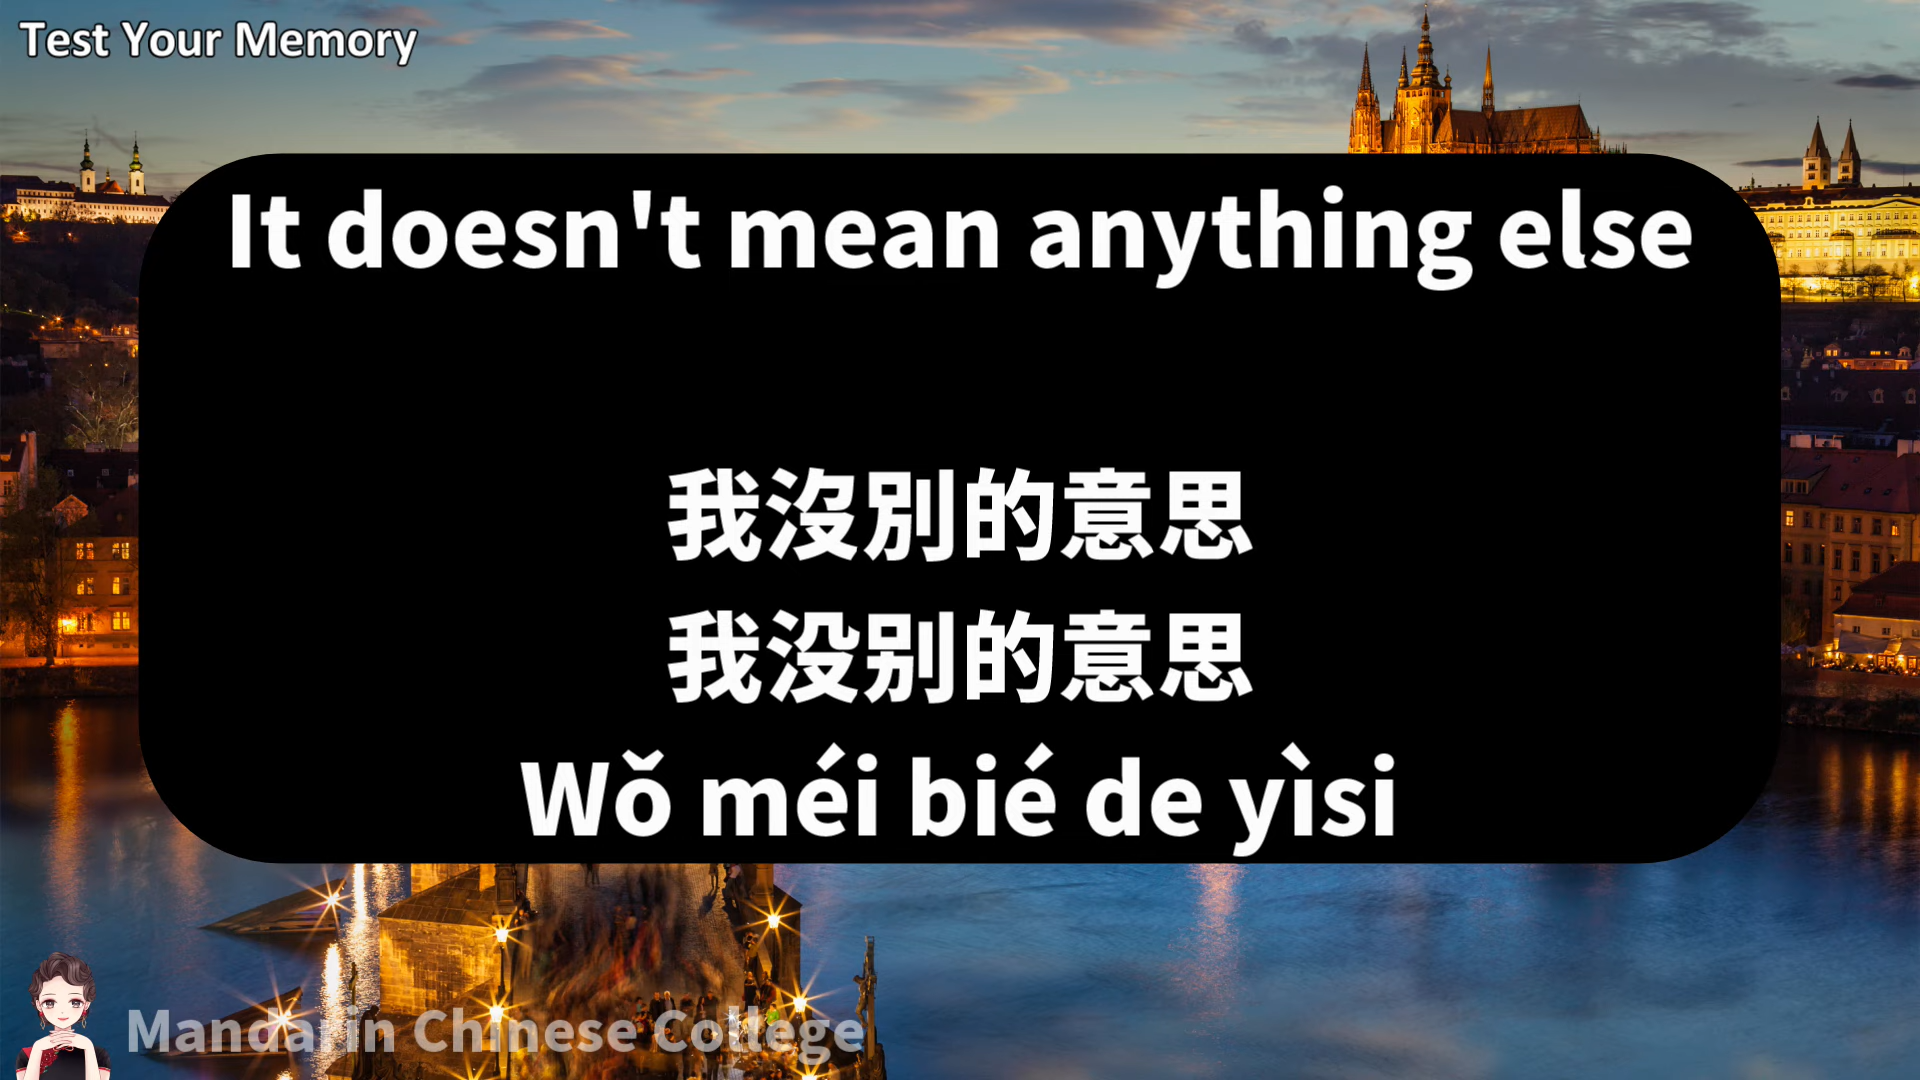 Test Your Memory
It doesn't mean anything else
我沒別的意思
我没别的意思
Wǒ méi bié de yìsi
Mandarin Chinese College